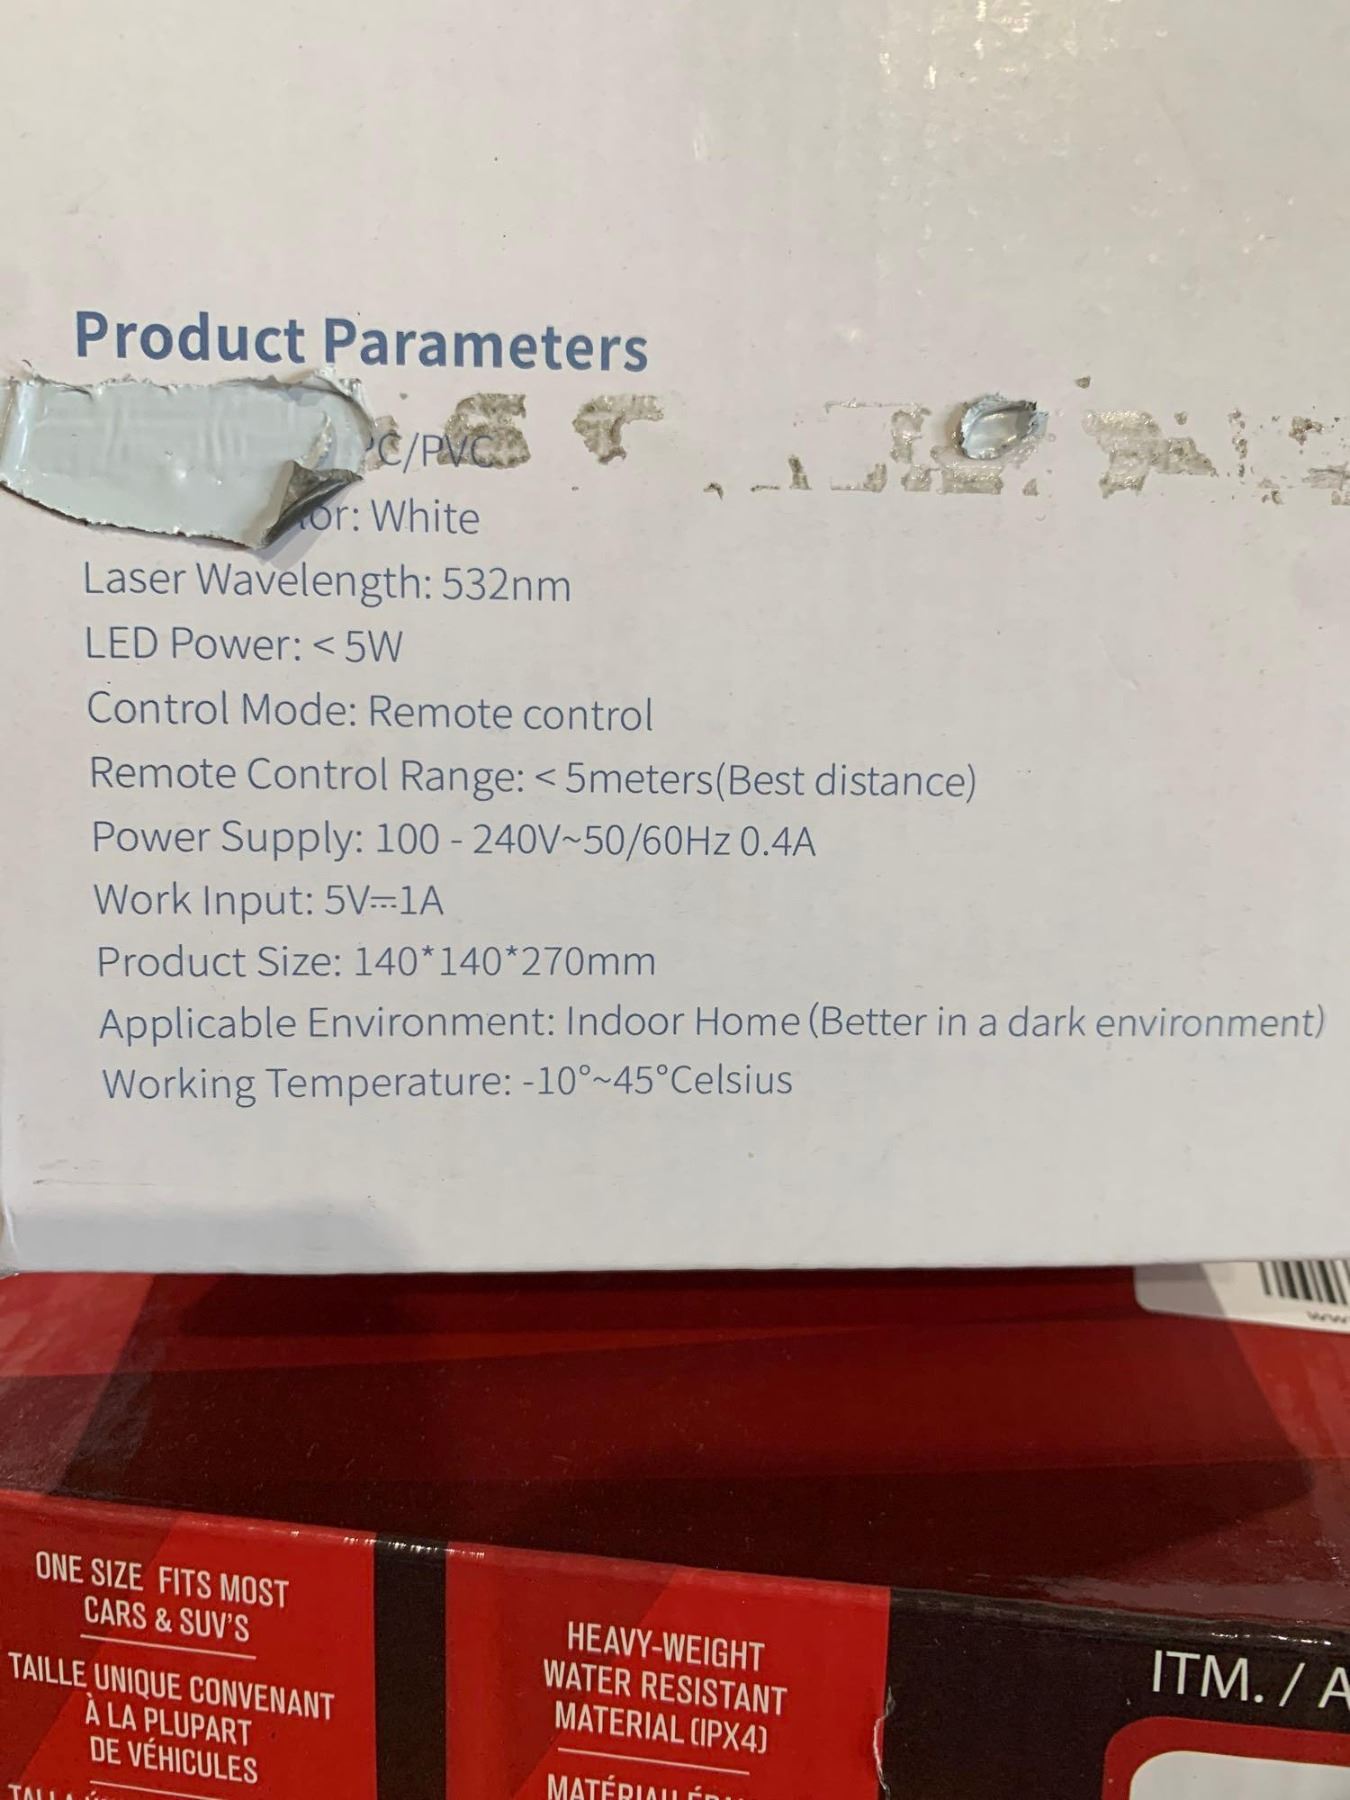 Product Parameters
PC/PVC
or: White
Laser Wavelength: 532nm
LED Power: < 5W
Control Mode: Remote control
Remote Control Range: < 5meters(Best distance)
Power Supply: 100 - 240V~50/60Hz 0.4A
Work Input: 5V⎓1A
Product Size: 140*140*270mm
Applicable Environment: Indoor Home (Better in a dark environment)
Working Temperature: -10°~45°Celsius
ONE SIZE FITS MOST
CARS & SUV'S
TAILLE UNIQUE CONVENANT
À LA PLUPART
DE VÉHICULES
HEAVY-WEIGHT
WATER RESISTANT
MATERIAL (IPX4)
ITM. / A